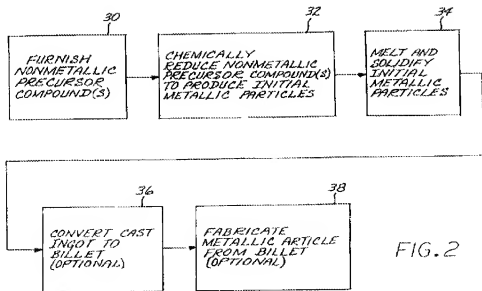 30
FURNISH
NONMETALLIC
PRECURSOR
COMPOUND(S)
32
CHEMICALLY
REDUCE NONMETALLIC
PRECURSOR COMPOUND(S)
TO PRODUCE INITIAL
METALLIC PARTICLES
34
MELT AND
SOLIDIFY
INITIAL
METALLIC
PARTICLES
36
CONVERT CAST
INGOT TO
BILLET
(OPTIONAL)
38
FABRICATE
METALLIC ARTICLE
FROM BILLET
(OPTIONAL)
FIG. 2